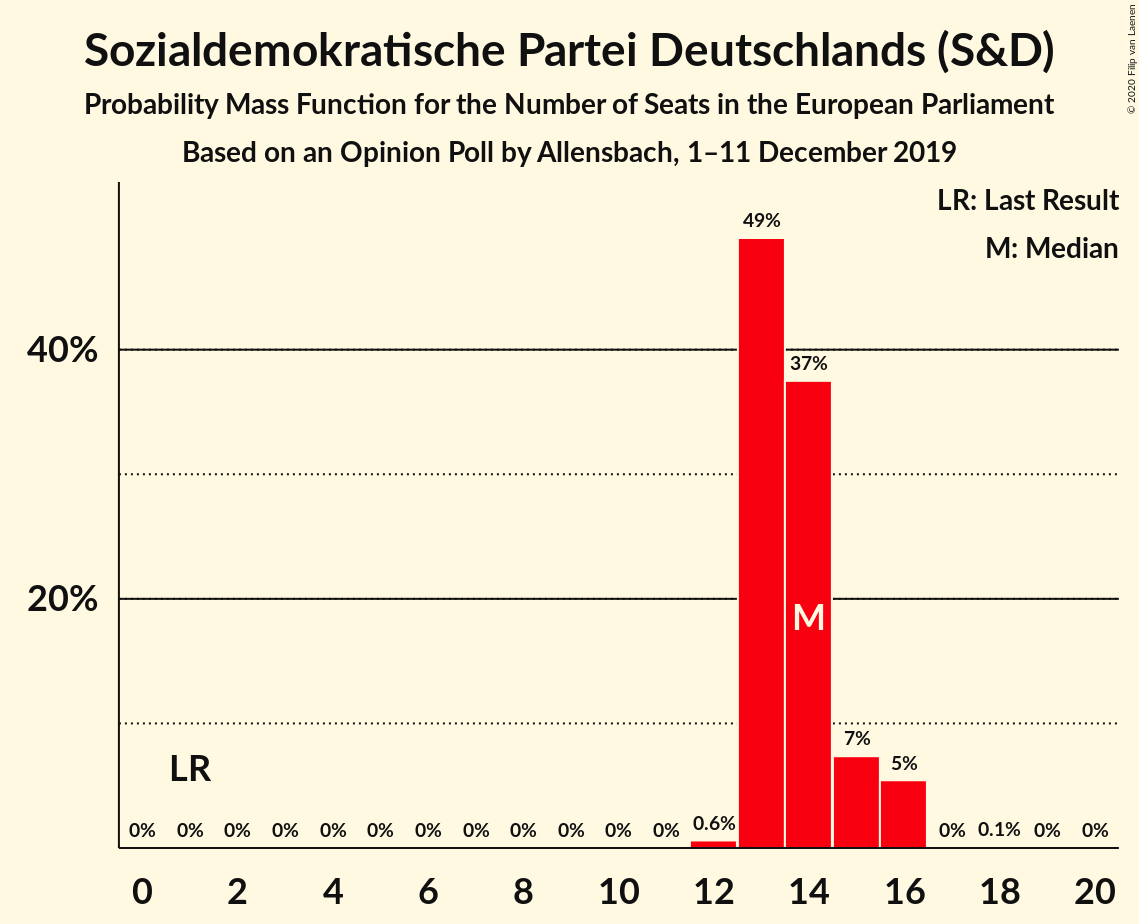 Sozialdemokratische Partei Deutschlands (S&D)
Probability Mass Function for the Number of Seats in the European Parliament
Based on an Opinion Poll by Allensbach, 1–11 December 2019
© 2020 Filip van Laenen
LR: Last Result
M: Median
49%
40%
37%
20%
M
7%
LR
5%
0% 0% 0% 0% 0% 0% 0% 0% 0% 0% 0% 0% 0.6% 0% 0.1% 0% 0%
0 2 4 6 8 10 12 14 16 18 20